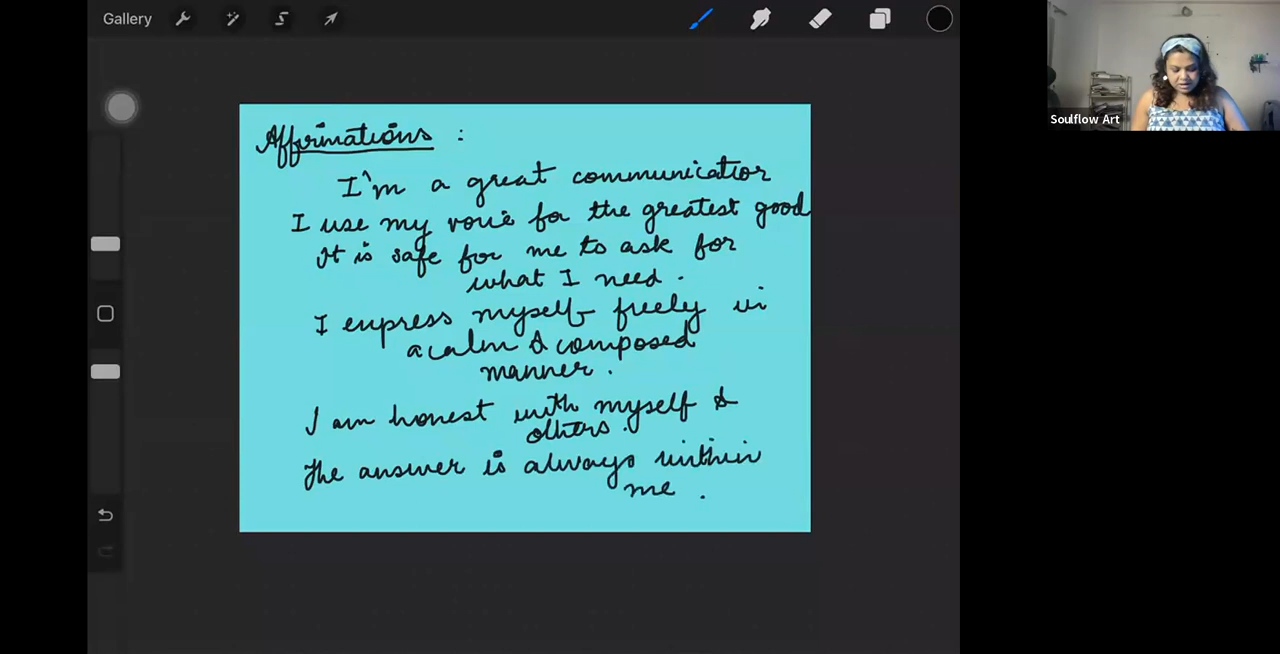 Gallery
Soulflow Art
Affirmations :
I'm a great communicatior
I use my voice for the greatest good
It is safe for me to ask for
what I need.
I express myself freely in
a calm & composed
manner.
I am honest with myself &
others.
The answer is always within
me.